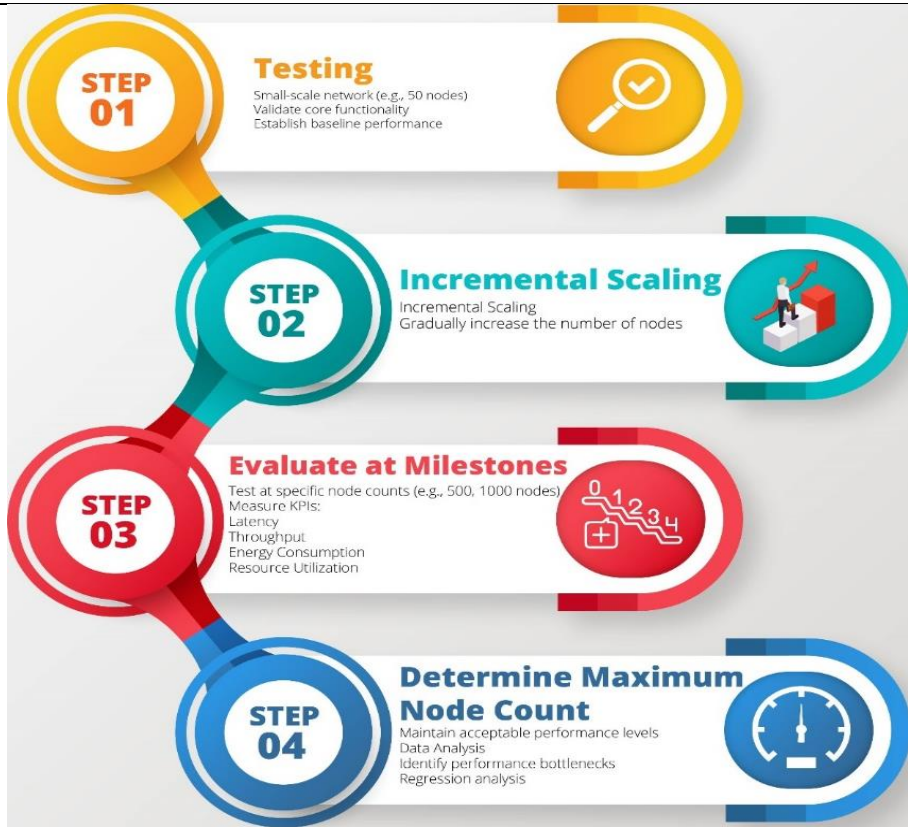 STEP
01
Testing
Small-scale network (e.g., 50 nodes)
Validate core functionality
Establish baseline performance
STEP
02
Incremental Scaling
Incremental Scaling
Gradually increase the number of nodes
STEP
03
Evaluate at Milestones
Test at specific node counts (e.g., 500, 1000 nodes)
Measure KPIs:
Latency
Throughput
Energy Consumption
Resource Utilization
0 1 2 3 4
STEP
04
Determine Maximum
Node Count
Maintain acceptable performance levels
Data Analysis
Identify performance bottlenecks
Regression analysis